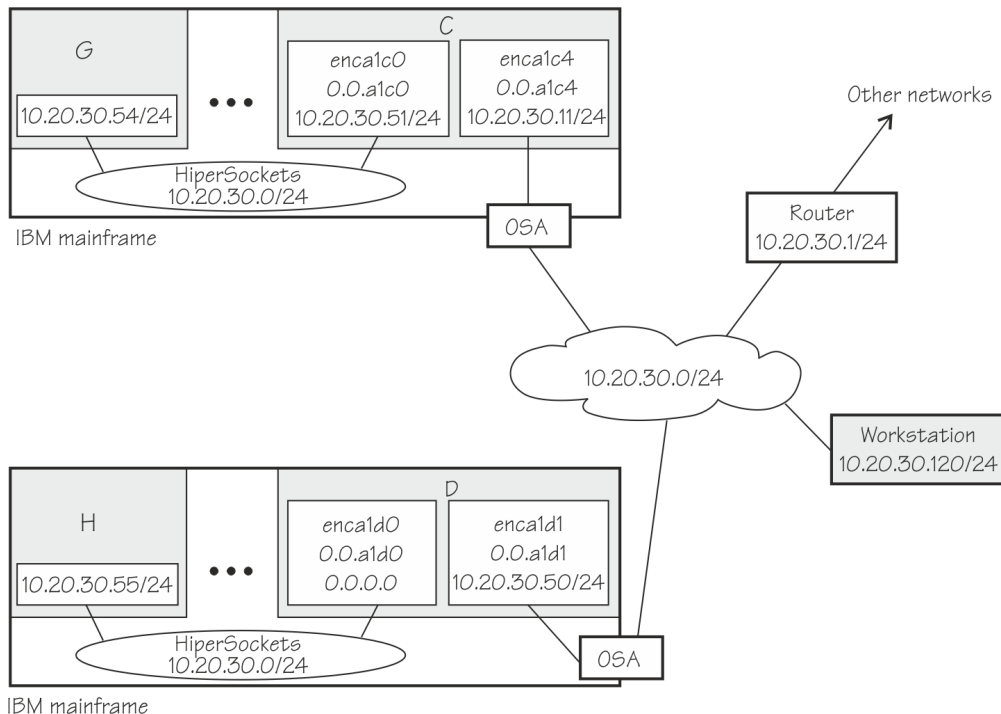 G
10.20.30.54/24
C
enca1c0
0.0.a1c0
10.20.30.51/24
enca1c4
0.0.a1c4
10.20.30.11/24
HiperSockets
10.20.30.0/24
IBM mainframe
OSA
Other networks
Router
10.20.30.1/24
10.20.30.0/24
Workstation
10.20.30.120/24
H
10.20.30.55/24
D
enca1d0
0.0.a1d0
0.0.0.0
enca1d1
0.0.a1d1
10.20.30.50/24
HiperSockets
10.20.30.0/24
OSA
IBM mainframe